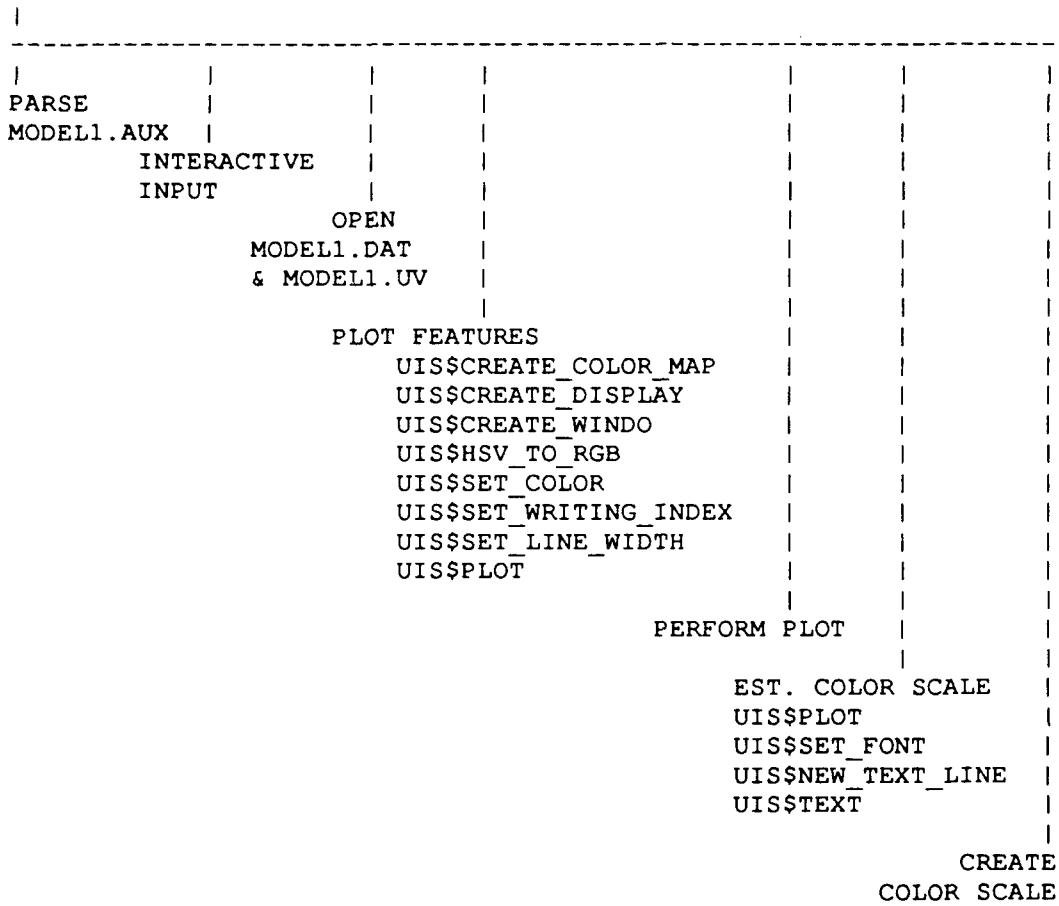 PARSE
MODEL1.AUX
INTERACTIVE
INPUT
OPEN
MODEL1.DAT
& MODEL1.UV
PLOT FEATURES
UIS$CREATE_COLOR_MAP
UIS$CREATE_DISPLAY
UIS$CREATE_WINDO
UIS$HSV_TO_RGB
UIS$SET_COLOR
UIS$SET_WRITING_INDEX
UIS$SET_LINE_WIDTH
UIS$PLOT
PERFORM PLOT
EST. COLOR SCALE
UIS$PLOT
UIS$SET_FONT
UIS$NEW_TEXT_LINE
UIS$TEXT
CREATE
COLOR SCALE